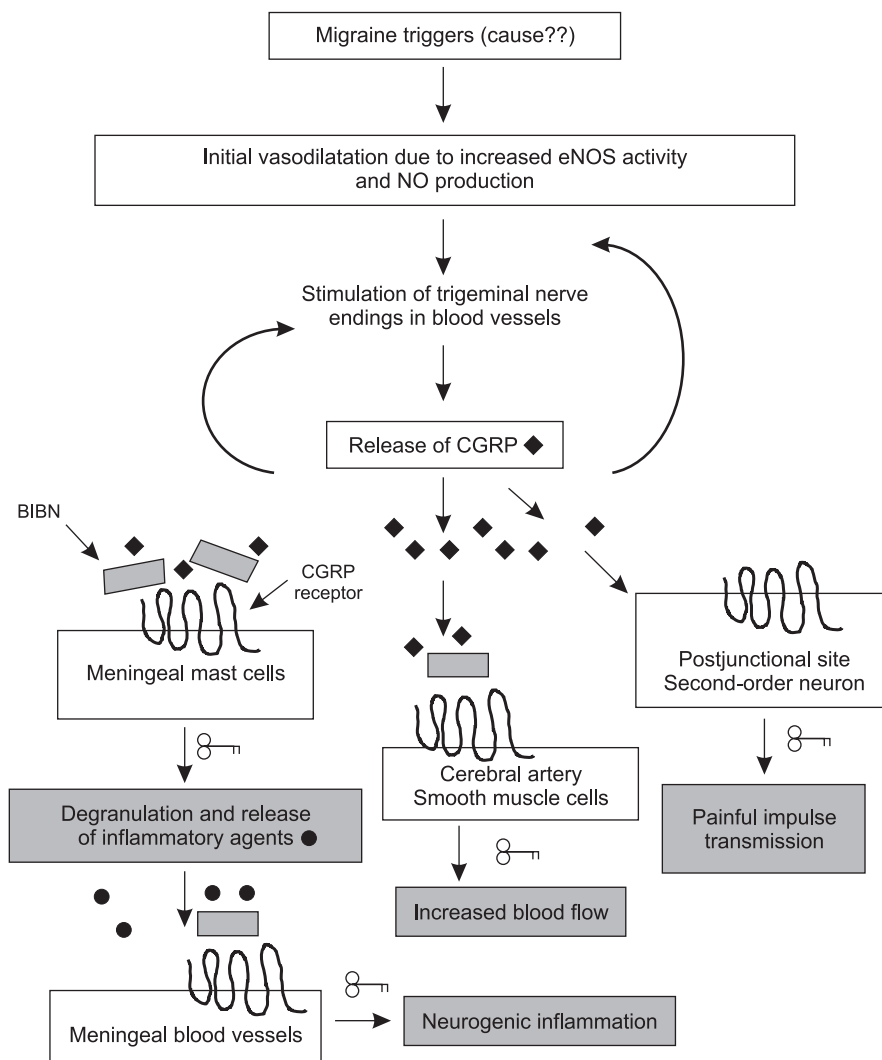 Migraine triggers (cause??)
Initial vasodilatation due to increased eNOS activity
and NO production
Stimulation of trigeminal nerve
endings in blood vessels
Release of CGRP
BIBN
CGRP
receptor
Meningeal mast cells
Postjunctional site
Second-order neuron
Cerebral artery
Smooth muscle cells
Degranulation and release
of inflammatory agents
Painful impulse
transmission
Increased blood flow
Meningeal blood vessels
Neurogenic inflammation